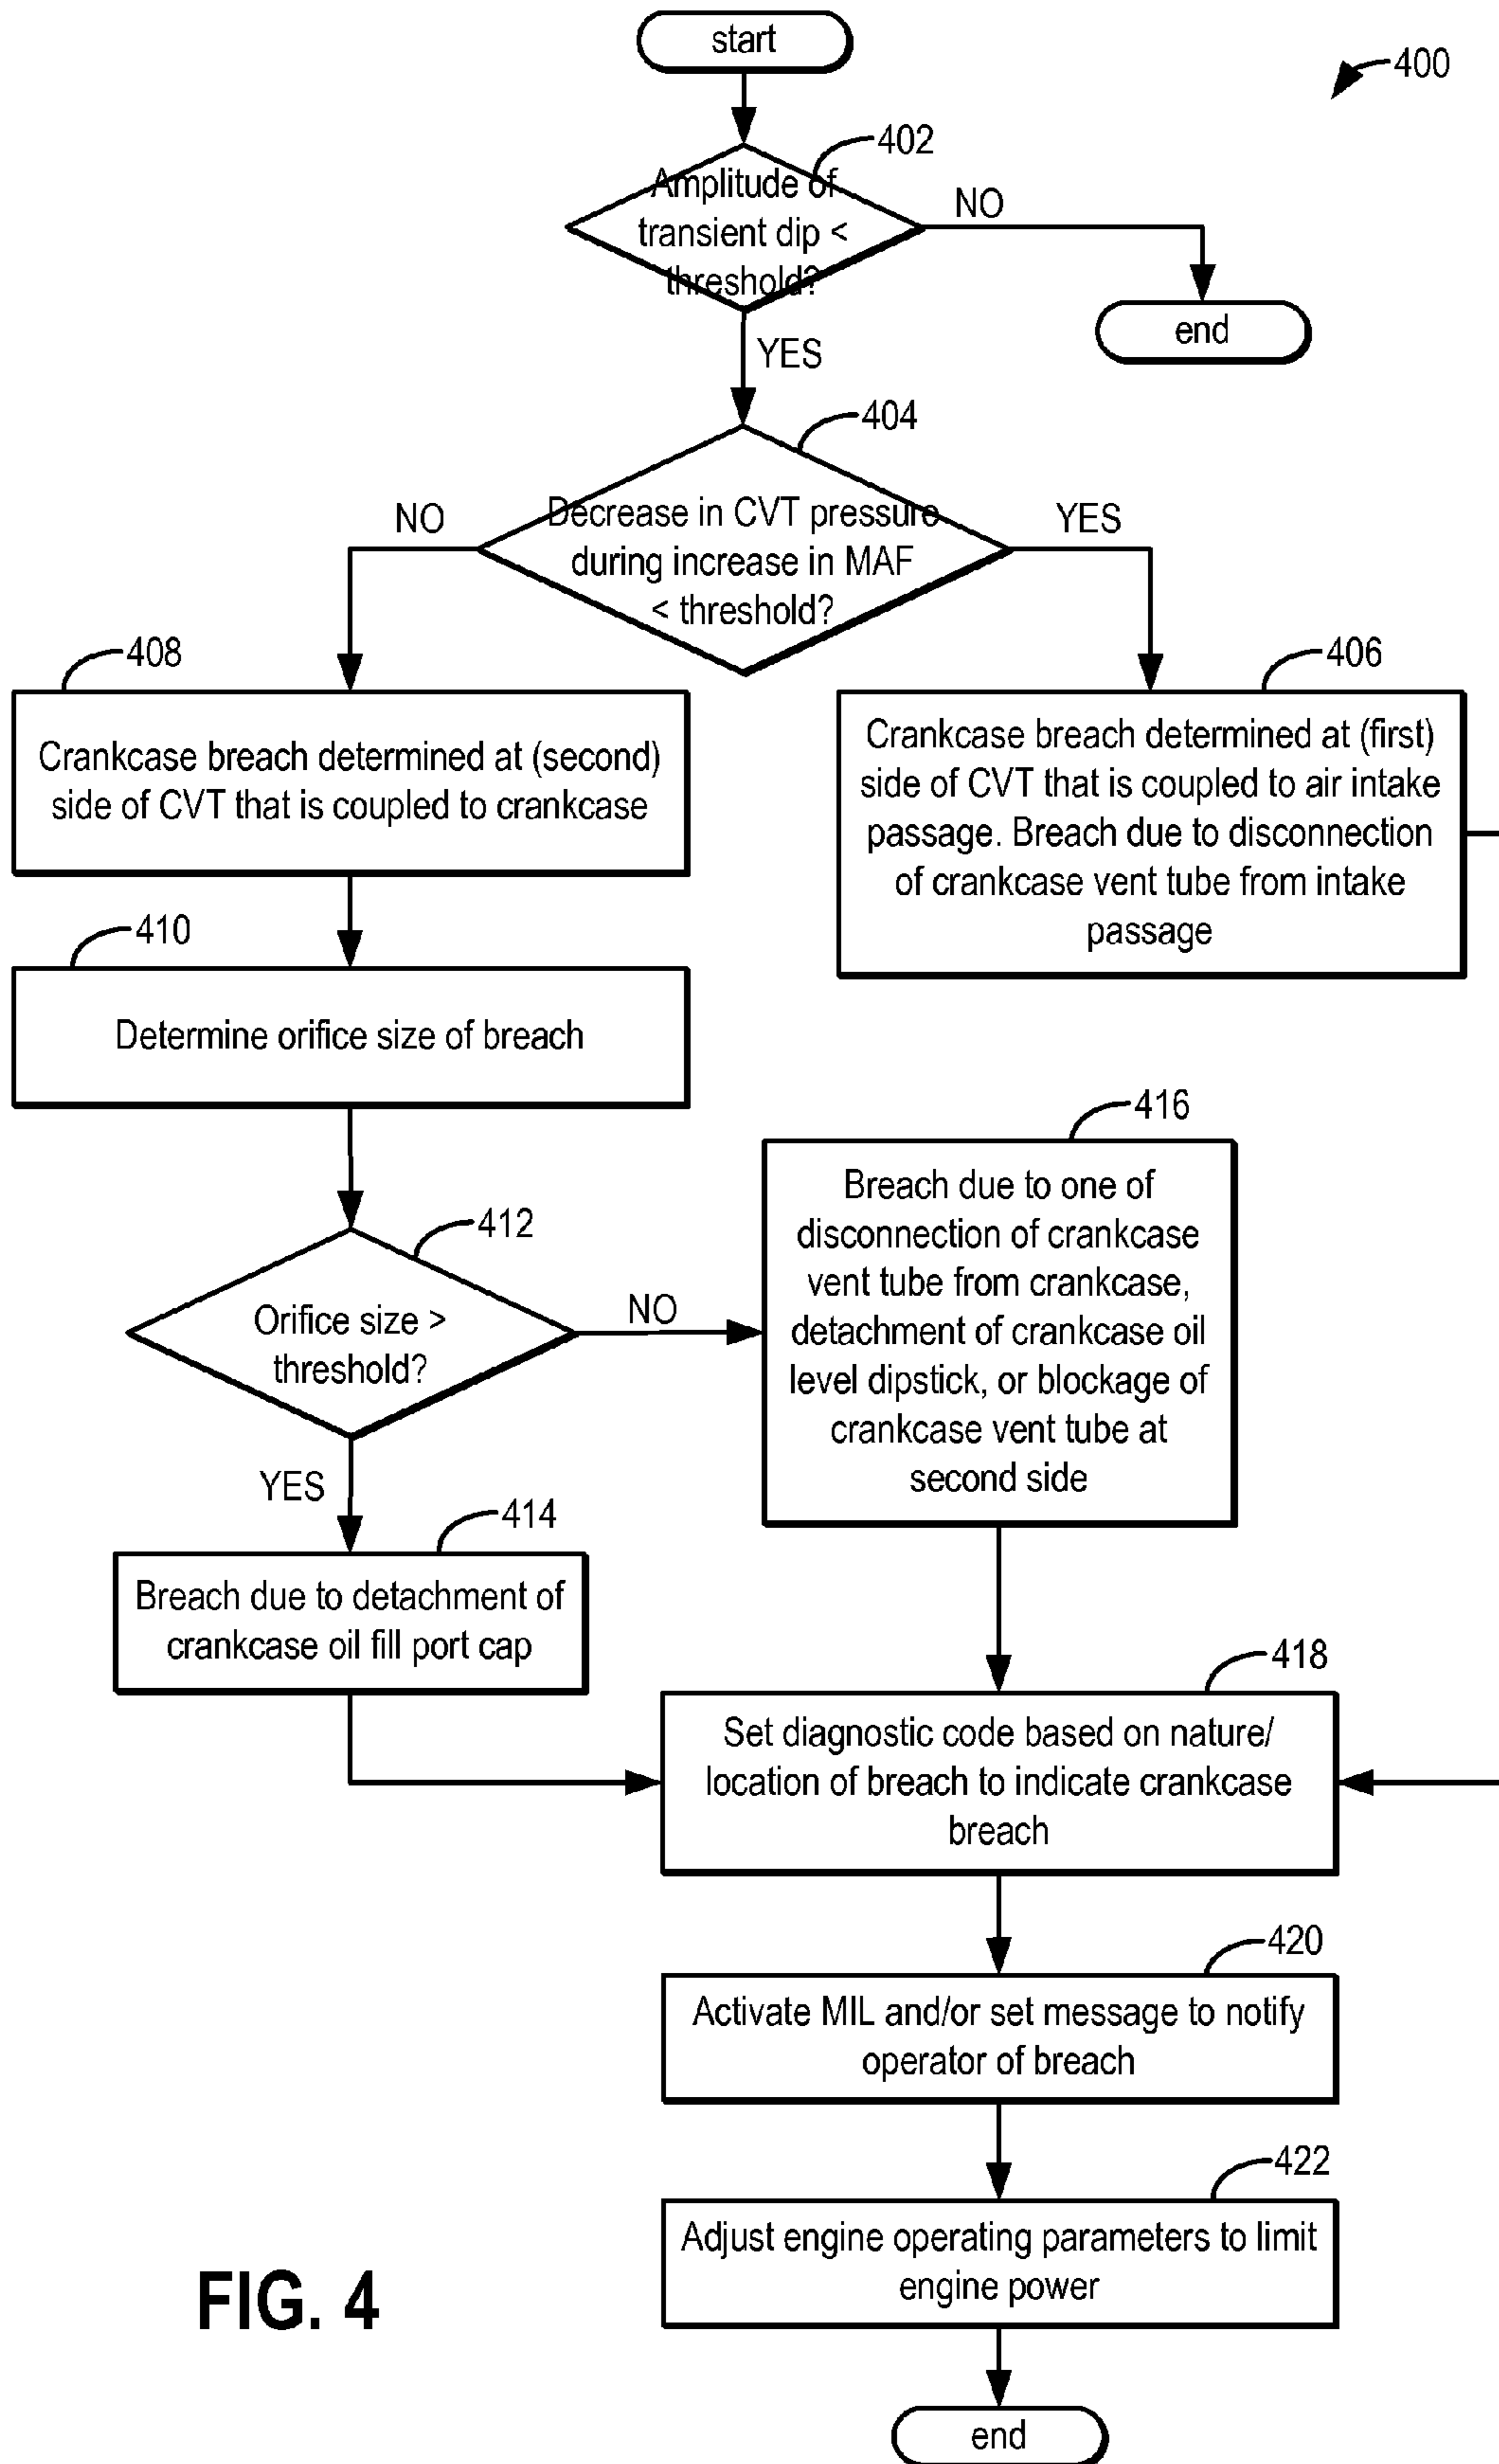 start
400
402
Amplitude of
transient dip <
threshold?
NO
end
YES
404
Decrease in CVT pressure
during increase in MAF
< threshold?
NO
YES
408
Crankcase breach determined at (second)
side of CVT that is coupled to crankcase
406
Crankcase breach determined at (first)
side of CVT that is coupled to air intake
passage. Breach due to disconnection
of crankcase vent tube from intake
passage
410
Determine orifice size of breach
412
Orifice size >
threshold?
NO
YES
416
Breach due to one of
disconnection of crankcase
vent tube from crankcase,
detachment of crankcase oil
level dipstick, or blockage of
crankcase vent tube at
second side
414
Breach due to detachment of
crankcase oil fill port cap
418
Set diagnostic code based on nature/
location of breach to indicate crankcase
breach
420
Activate MIL and/or set message to notify
operator of breach
422
Adjust engine operating parameters to limit
engine power
FIG. 4
end